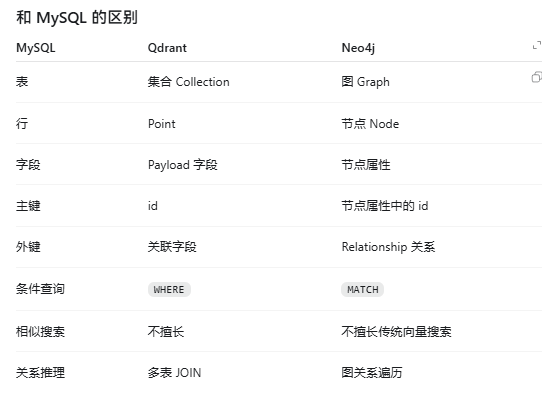 和 MySQL 的区别
MySQL Qdrant Neo4j
表 集合 Collection 图 Graph
行 Point 节点 Node
字段 Payload 字段 节点属性
主键 id 节点属性中的 id
外键 关联字段 Relationship 关系
条件查询 WHERE MATCH
相似搜索 不擅长 不擅长传统向量搜索
关系推理 多表 JOIN 图关系遍历